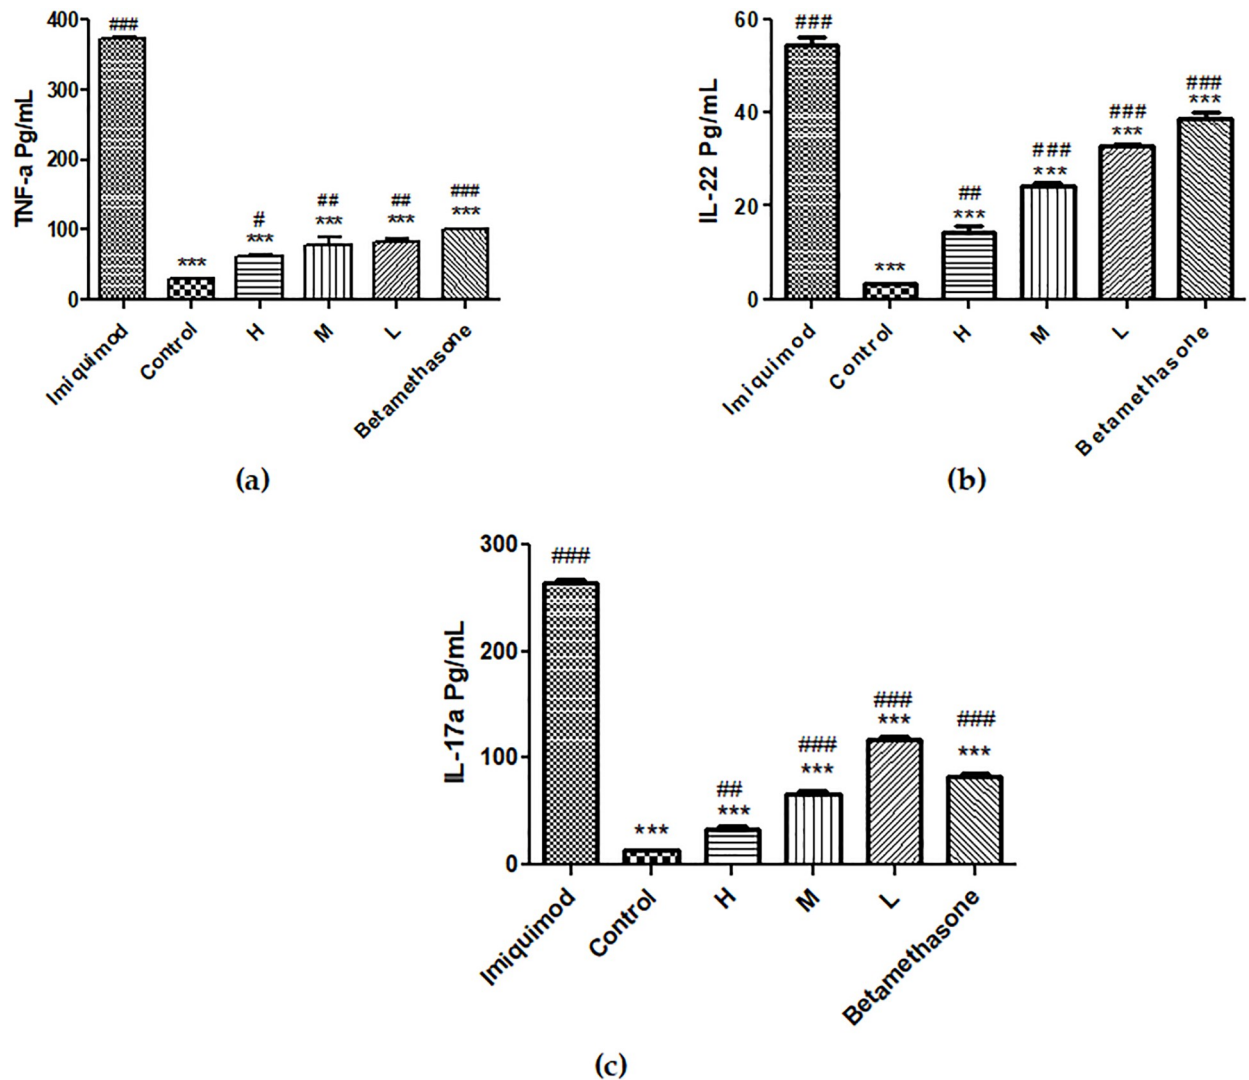 400
300
200
100
0
TNF-a Pg/mL
###
***
#
***
##
***
##
***
###
***
Imiquimod
Control
H
M
L
Betamethasone
(a)
60
40
20
0
IL-22 Pg/mL
###
***
##
***
###
***
###
***
###
***
Imiquimod
Control
H
M
L
Betamethasone
(b)
300
200
100
0
IL-17a Pg/mL
###
***
##
***
###
***
###
***
###
***
Imiquimod
Control
H
M
L
Betamethasone
(c)